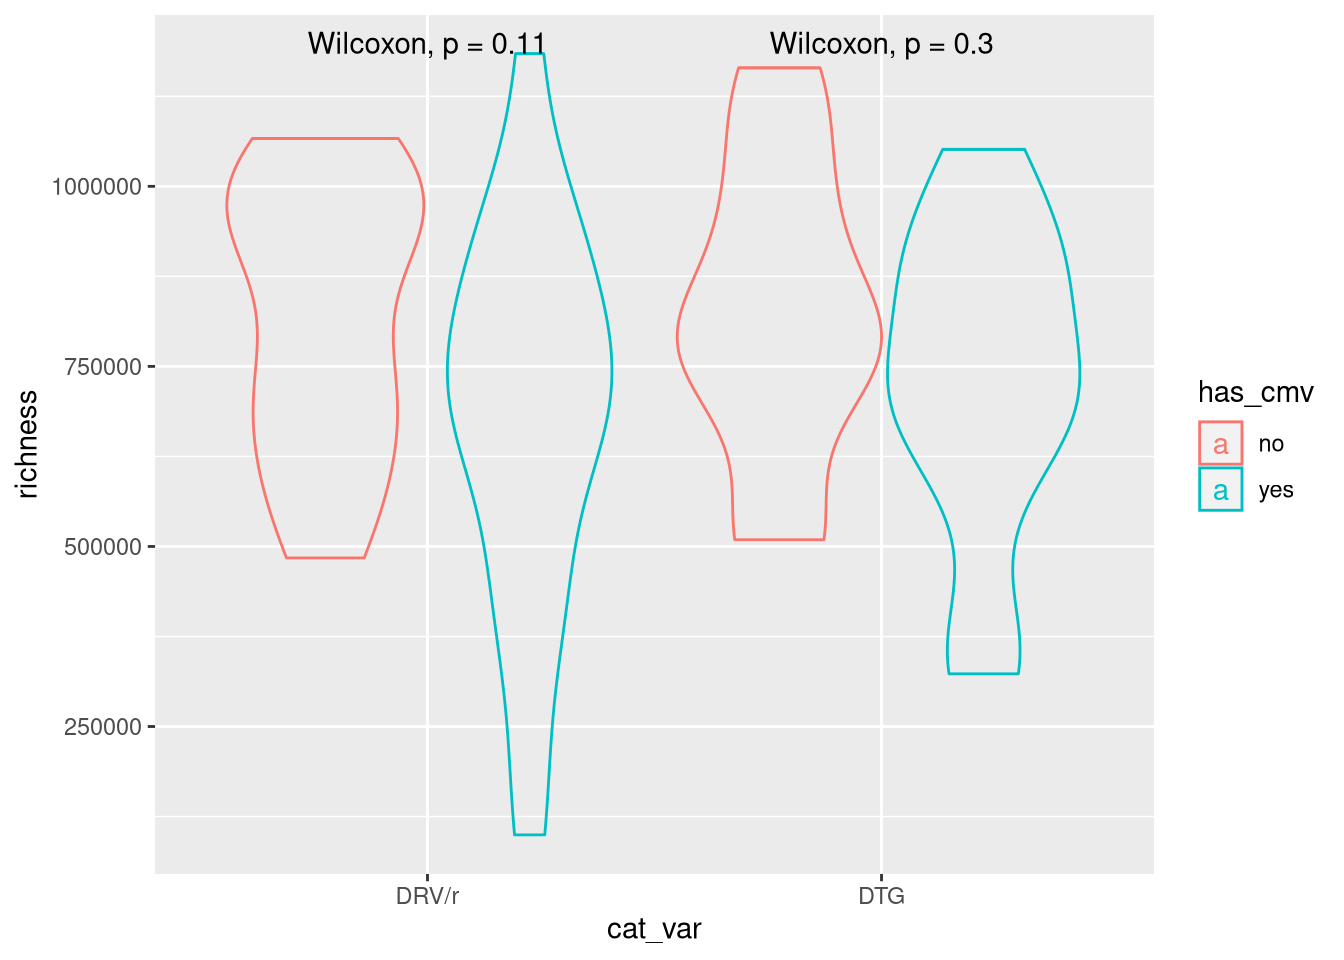 Wilcoxon, p = 0.11
Wilcoxon, p = 0.3
1000000
750000
500000
250000
richness
DRV/r
DTG
cat_var
has_cmv
a no
a yes